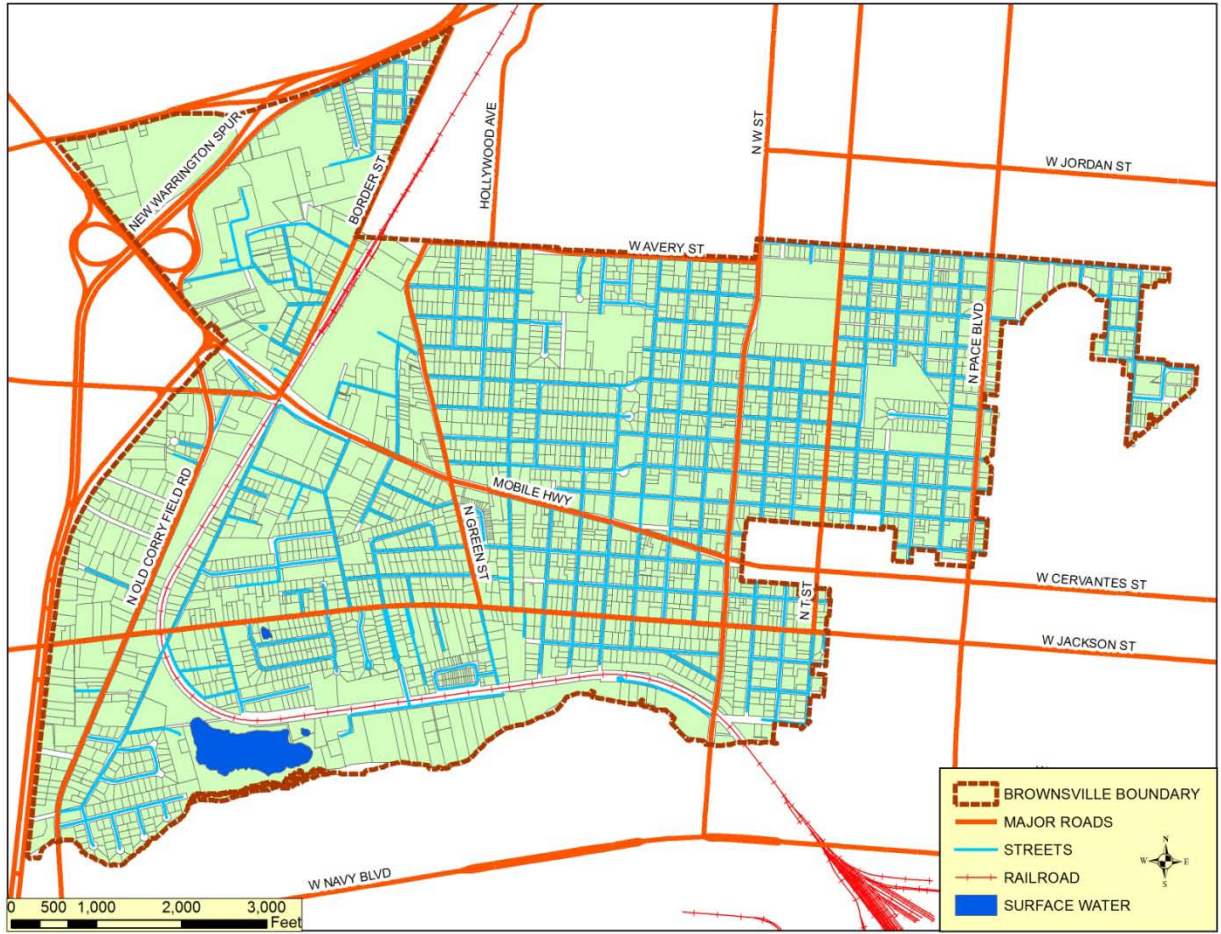 NEW WARRINGTON SPUR
BORDER ST
HOLLYWOOD AVE
N W ST
W JORDAN ST
W AVERY ST
N PACE BLVD
N OLD CORRY FIELD RD
MOBILE HWY
N GREEN ST
W CERVANTES ST
N T ST
W JACKSON ST
W NAVY BLVD
BROWNSVILLE BOUNDARY
MAJOR ROADS
STREETS
RAILROAD
SURFACE WATER
N
W E
S
0 500 1,000 2,000 3,000
Feet